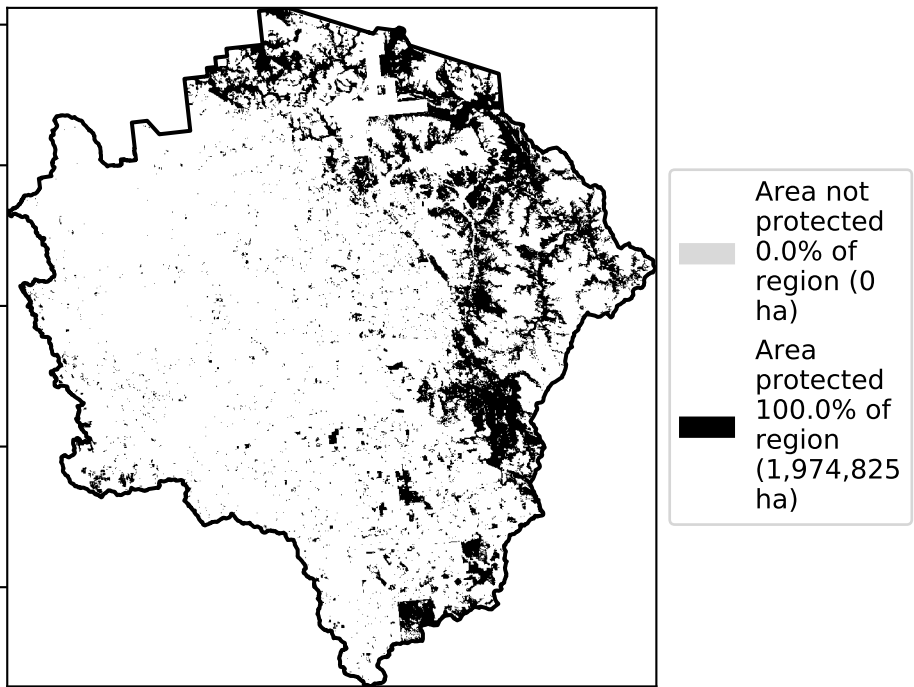 Area not
protected
0.0% of
region (0
ha)
Area
protected
100.0% of
region
(1,974,825
ha)